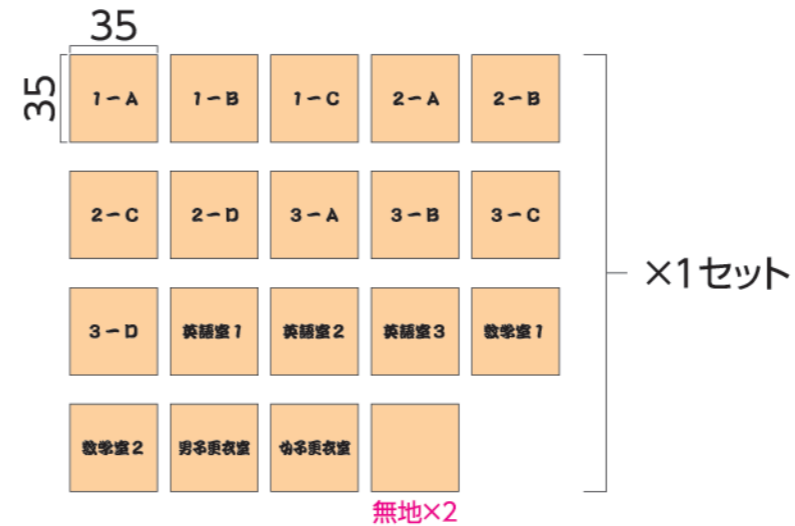 35
35
1-A 1-B 1-C 2-A 2-B
2-C 2-D 3-A 3-B 3-C
×1セット
3-D 英語室1 英語室2 英語室3 数学室1
数学室2 男子更衣室 女子更衣室
無地×2